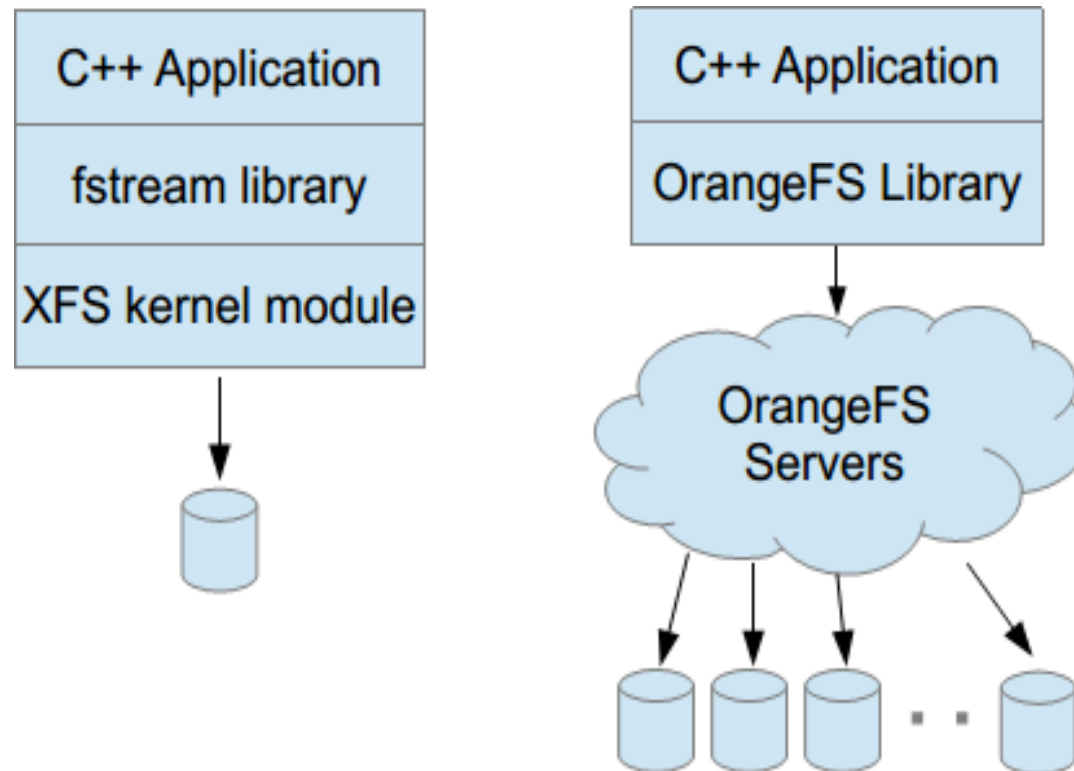 C++ Application
fstream library
XFS kernel module
C++ Application
OrangeFS Library
OrangeFS
Servers